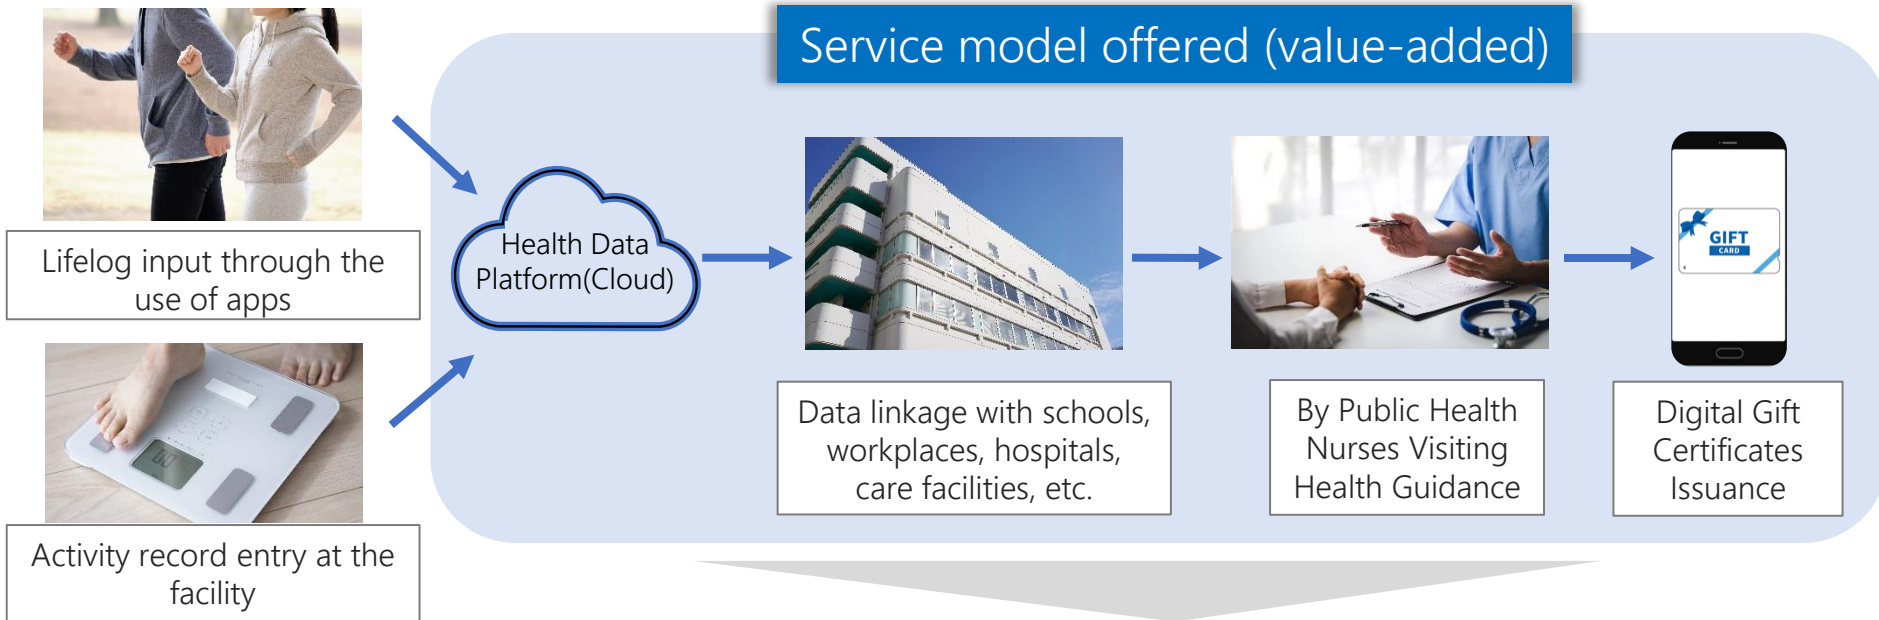 Service model offered (value-added)
Lifelog input through the
use of apps
Health Data
Platform(Cloud)
GIFT
CARD
Data linkage with schools,
workplaces, hospitals,
care facilities, etc.
By Public Health
Nurses Visiting
Health Guidance
Digital Gift
Certificates
Issuance
Activity record entry at the
facility